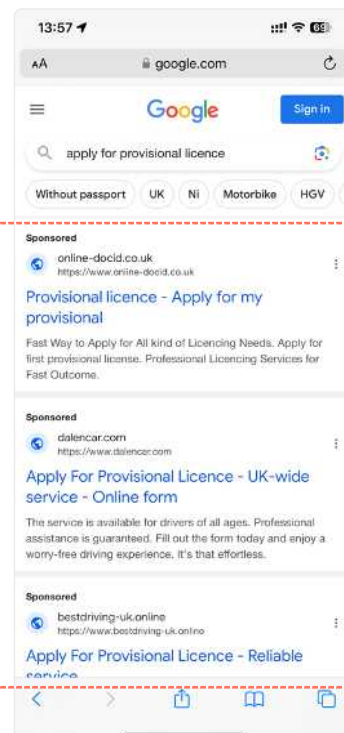 13:57
69
AA google.com
Google
Sign in
apply for provisional licence
Without passport UK Ni Motorbike HGV
Sponsored
online-docid.co.uk
https://www.online-docid.co.uk
Provisional licence - Apply for my
provisional
Fast Way to Apply for All kind of Licencing Needs. Apply for
first provisional license. Professional Licencing Services for
Fast Outcome.
Sponsored
dalencar.com
https://www.dalencar.com
Apply For Provisional Licence - UK-wide
service - Online form
The service is available for drivers of all ages. Professional
assistance is guaranteed. Fill out the form today and enjoy a
worry-free driving experience. It's that effortless.
Sponsored
bestdriving-uk.online
https://www.bestdriving-uk.online
Apply For Provisional Licence - Reliable
service